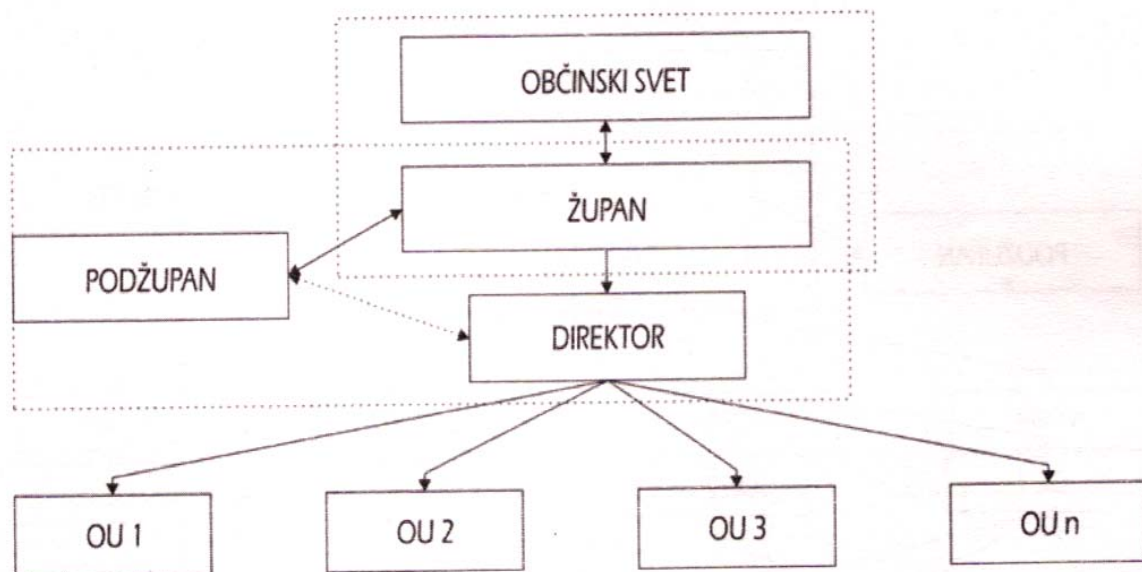 OBČINSKI SVET
ŽUPAN
PODŽUPAN
DIREKTOR
OU 1
OU 2
OU 3
OU n